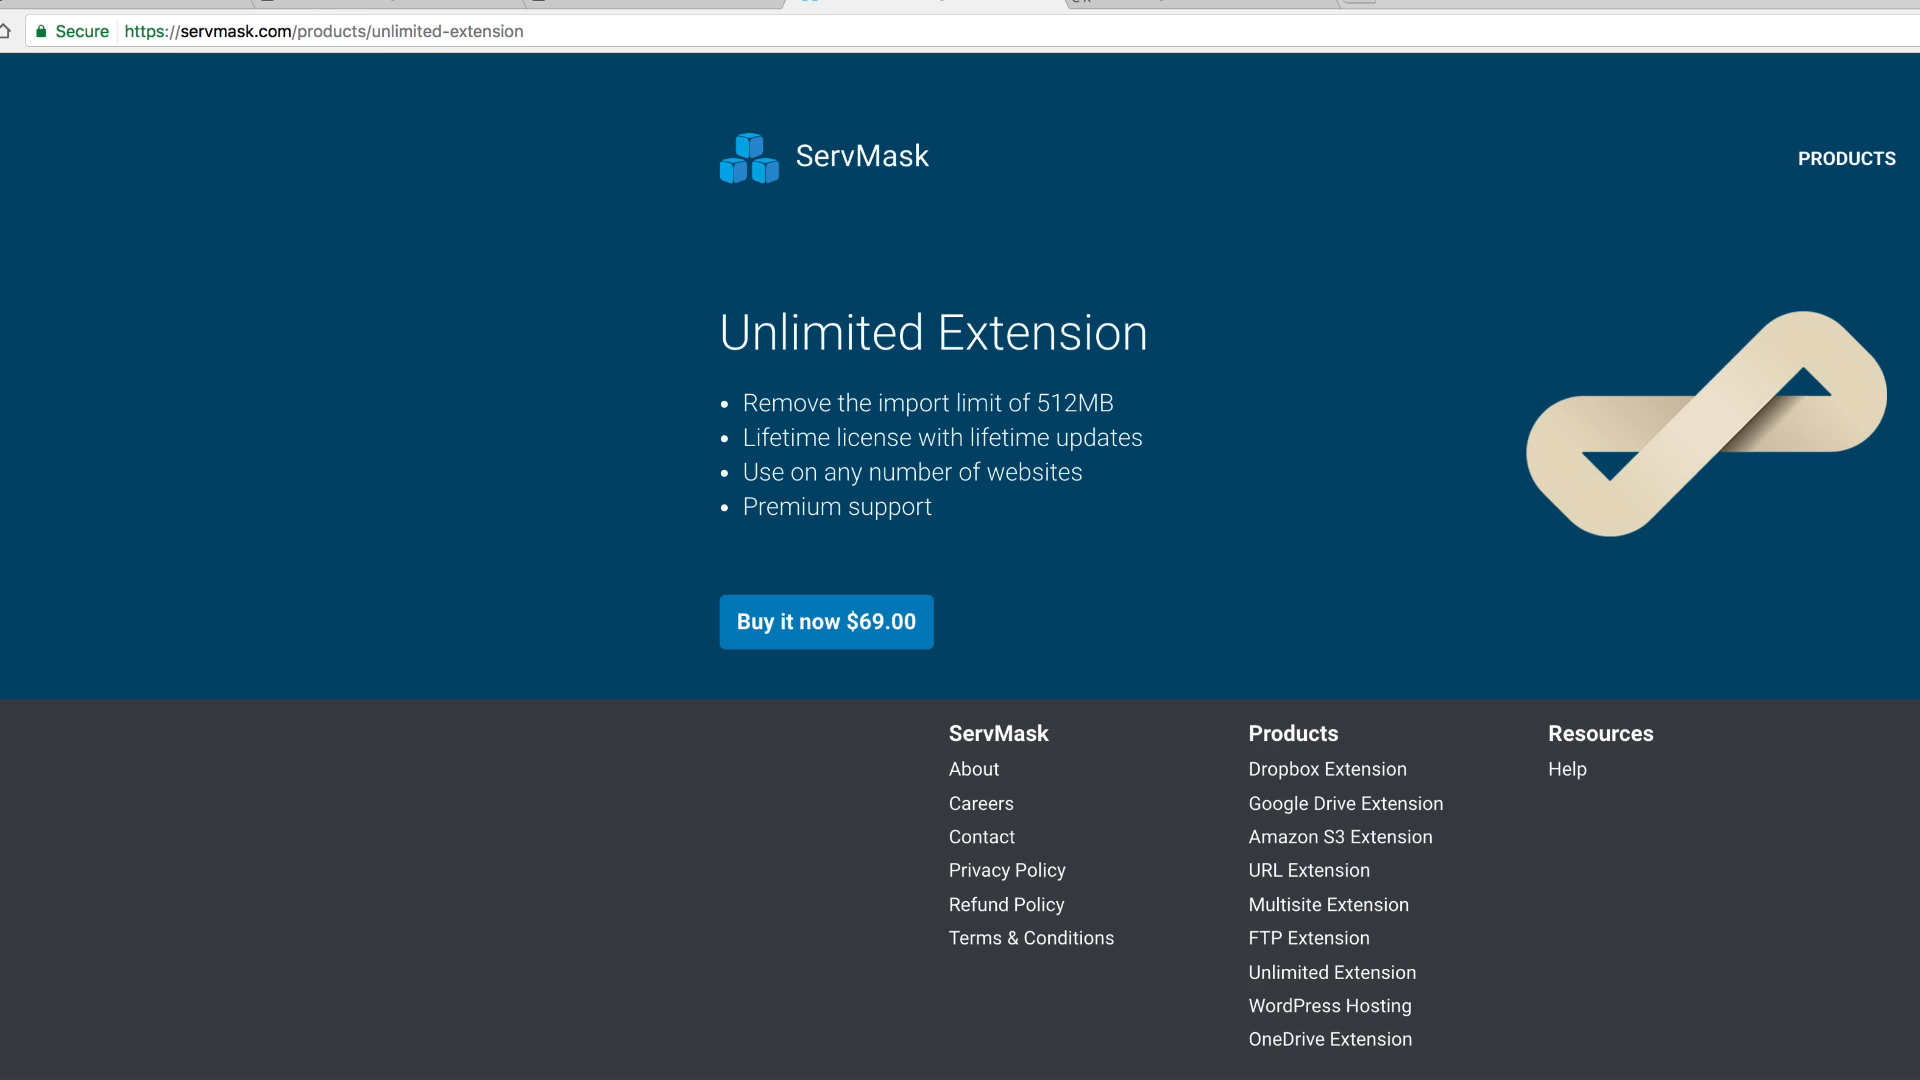 Secure https://servmask.com/products/unlimited-extension
ServMask
PRODUCTS
Unlimited Extension
• Remove the import limit of 512MB
• Lifetime license with lifetime updates
• Use on any number of websites
• Premium support
Buy it now $69.00
ServMask
About
Careers
Contact
Privacy Policy
Refund Policy
Terms & Conditions
Products
Dropbox Extension
Google Drive Extension
Amazon S3 Extension
URL Extension
Multisite Extension
FTP Extension
Unlimited Extension
WordPress Hosting
OneDrive Extension
Resources
Help